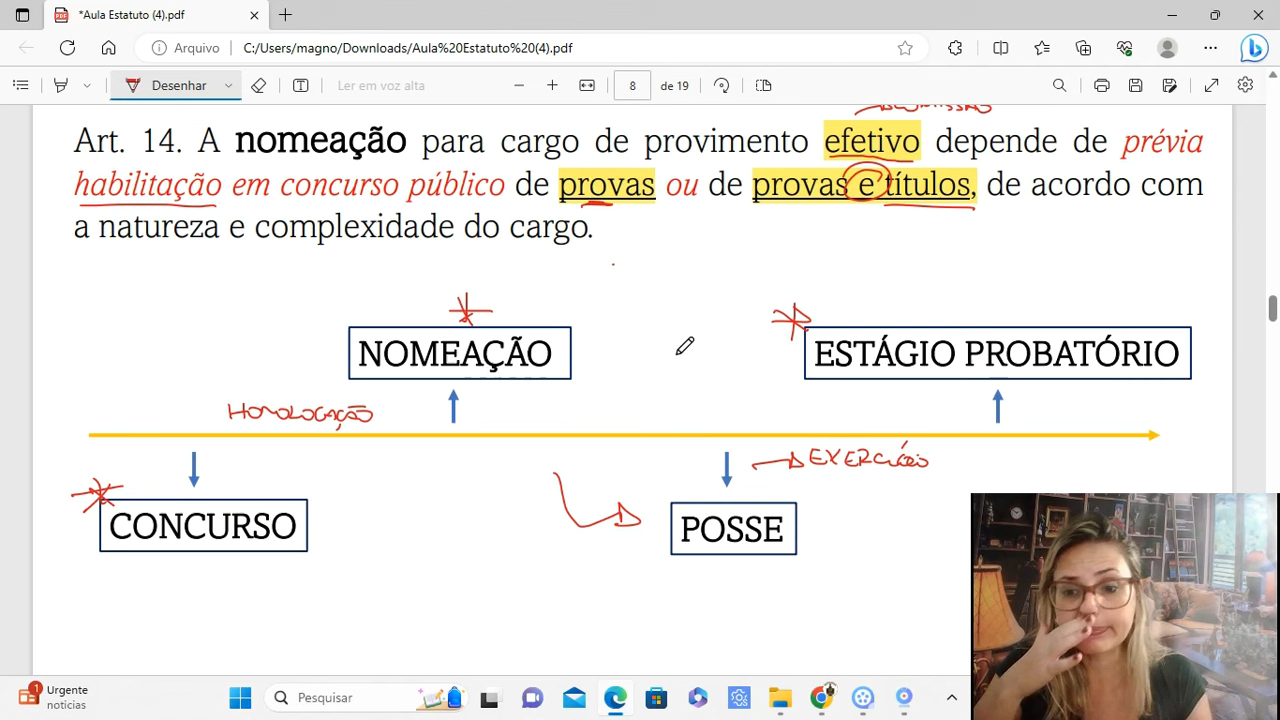 *Aula Estatuto (4).pdf
Arquivo
C:/Users/magno/Downloads/Aula%20Estatuto%20(4).pdf
Desenhar
Ler em voz alta
8
de 19
Art. 14. A nomeação para cargo de provimento efetivo depende de prévia
habilitação em concurso público de provas ou de provas e títulos, de acordo com
a natureza e complexidade do cargo.
NOMEAÇÃO
ESTÁGIO PROBATÓRIO
HOMOLOGAÇÃO
EXERCÍCIO
CONCURSO
POSSE
1
Urgente
notícias
Pesquisar